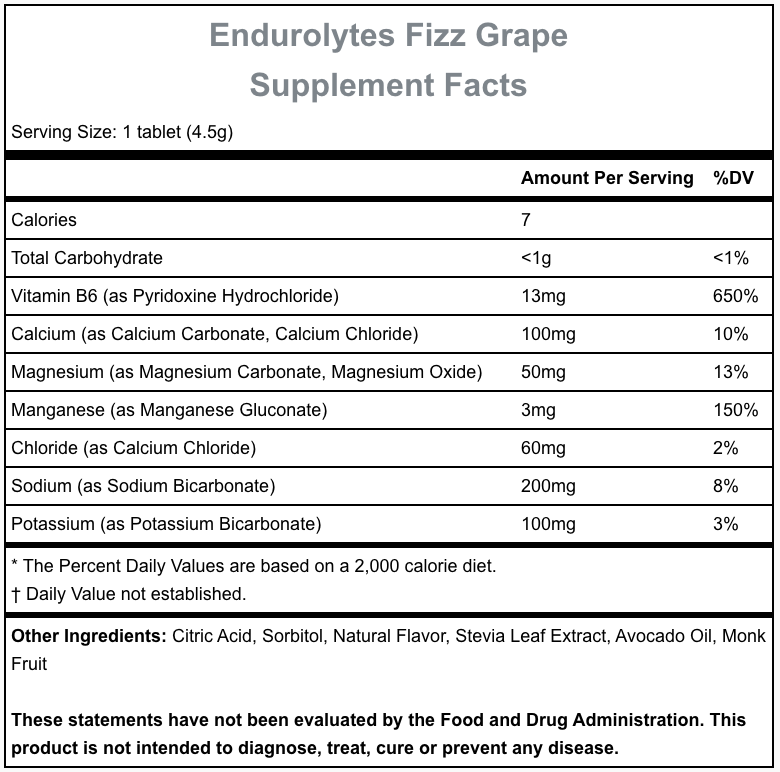 Endurolytes Fizz Grape
Supplement Facts
Serving Size: 1 tablet (4.5g)
Amount Per Serving %DV
Calories 7
Total Carbohydrate <1g <1%
Vitamin B6 (as Pyridoxine Hydrochloride) 13mg 650%
Calcium (as Calcium Carbonate, Calcium Chloride) 100mg 10%
Magnesium (as Magnesium Carbonate, Magnesium Oxide) 50mg 13%
Manganese (as Manganese Gluconate) 3mg 150%
Chloride (as Calcium Chloride) 60mg 2%
Sodium (as Sodium Bicarbonate) 200mg 8%
Potassium (as Potassium Bicarbonate) 100mg 3%
* The Percent Daily Values are based on a 2,000 calorie diet.
† Daily Value not established.
Other Ingredients: Citric Acid, Sorbitol, Natural Flavor, Stevia Leaf Extract, Avocado Oil, Monk
Fruit
These statements have not been evaluated by the Food and Drug Administration. This
product is not intended to diagnose, treat, cure or prevent any disease.